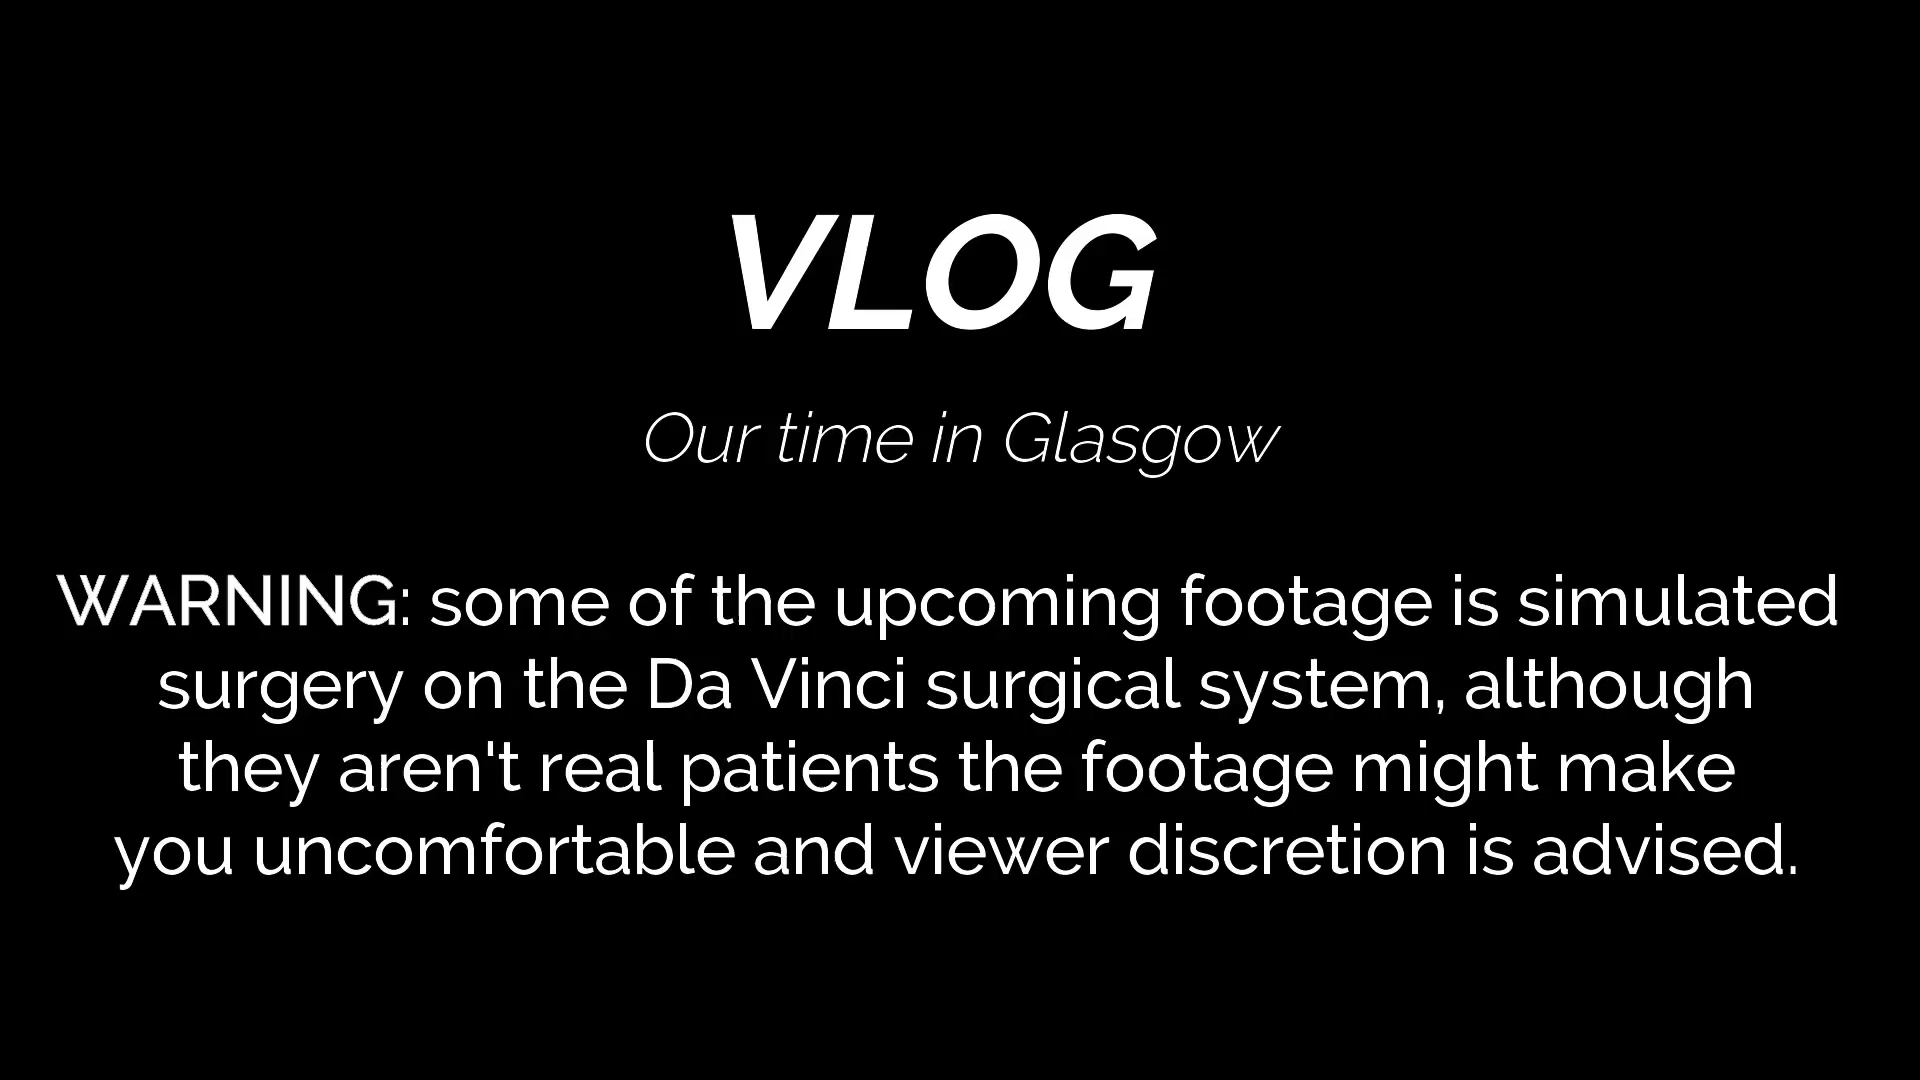 VLOG
Our time in Glasgow
WARNING: some of the upcoming footage is simulated
surgery on the Da Vinci surgical system, although
they aren't real patients the footage might make
you uncomfortable and viewer discretion is advised.